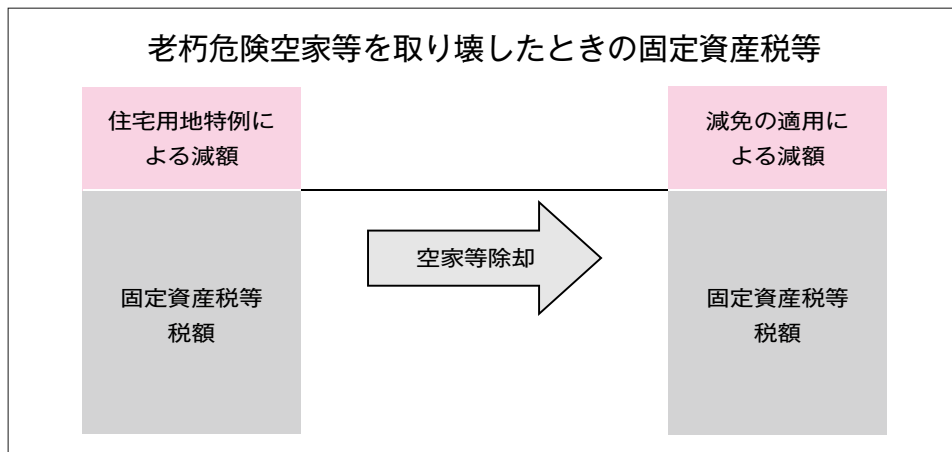 老朽危険空家等を取り壊したときの固定資産税等
住宅用地特例に
よる減額
減免の適用に
よる減額
空家等除却
固定資産税等
税額
固定資産税等
税額